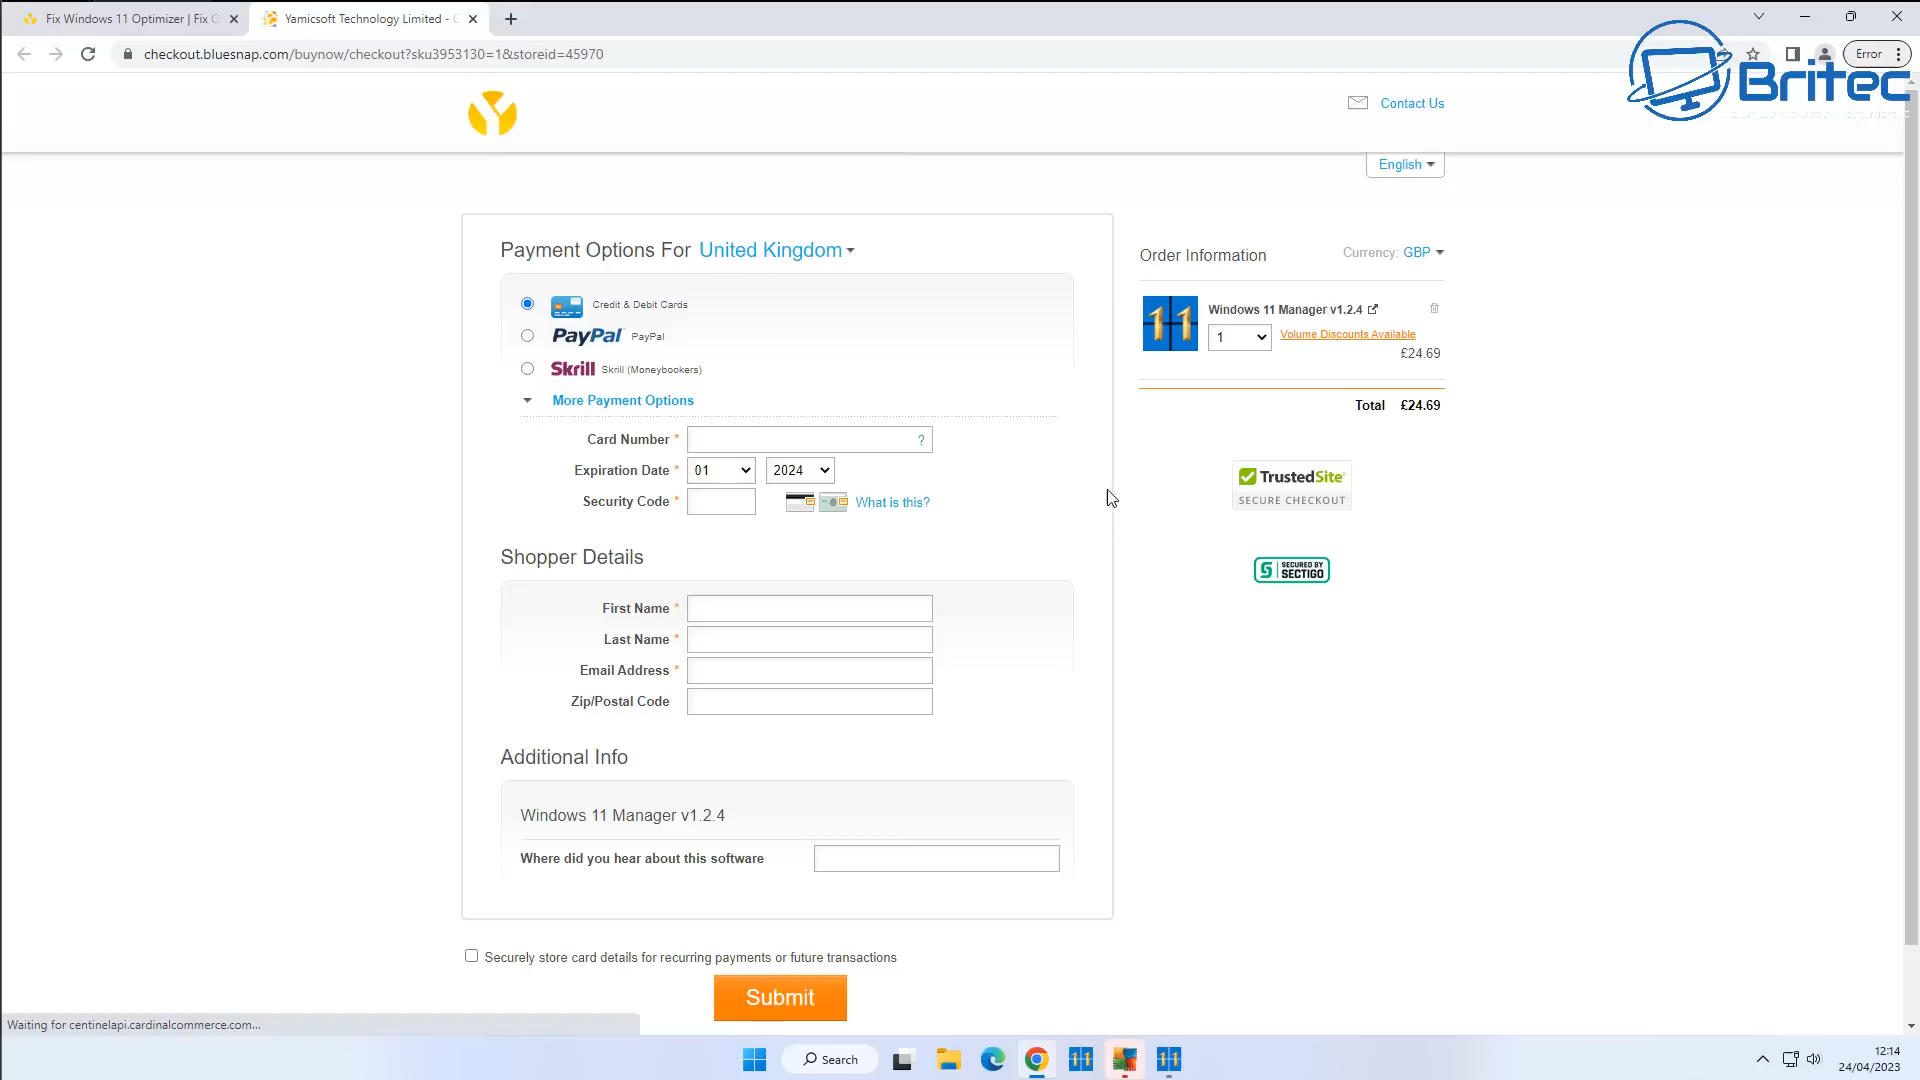 Fix Windows 11 Optimizer | Fix C
Yamicsoft Technology Limited - C
checkout.bluesnap.com/buynow/checkout?sku3953130=1&storeid=45970
Error
Britec
Contact Us
English
Payment Options For United Kingdom
Credit & Debit Cards
PayPal PayPal
Skrill Skrill (Moneybookers)
More Payment Options
Card Number *
?
Expiration Date * 01 2024
Security Code *
What is this?
Shopper Details
First Name *
Last Name *
Email Address *
Zip/Postal Code
Additional Info
Windows 11 Manager v1.2.4
Where did you hear about this software
Securely store card details for recurring payments or future transactions
Submit
Order Information
Currency: GBP
11
Windows 11 Manager v1.2.4
1
Volume Discounts Available
£24.69
Total £24.69
TrustedSite
SECURE CHECKOUT
S SECURED BY
SECTIGO
Waiting for centinelapi.cardinalcommerce.com...
Search
11
11
12:14
24/04/2023